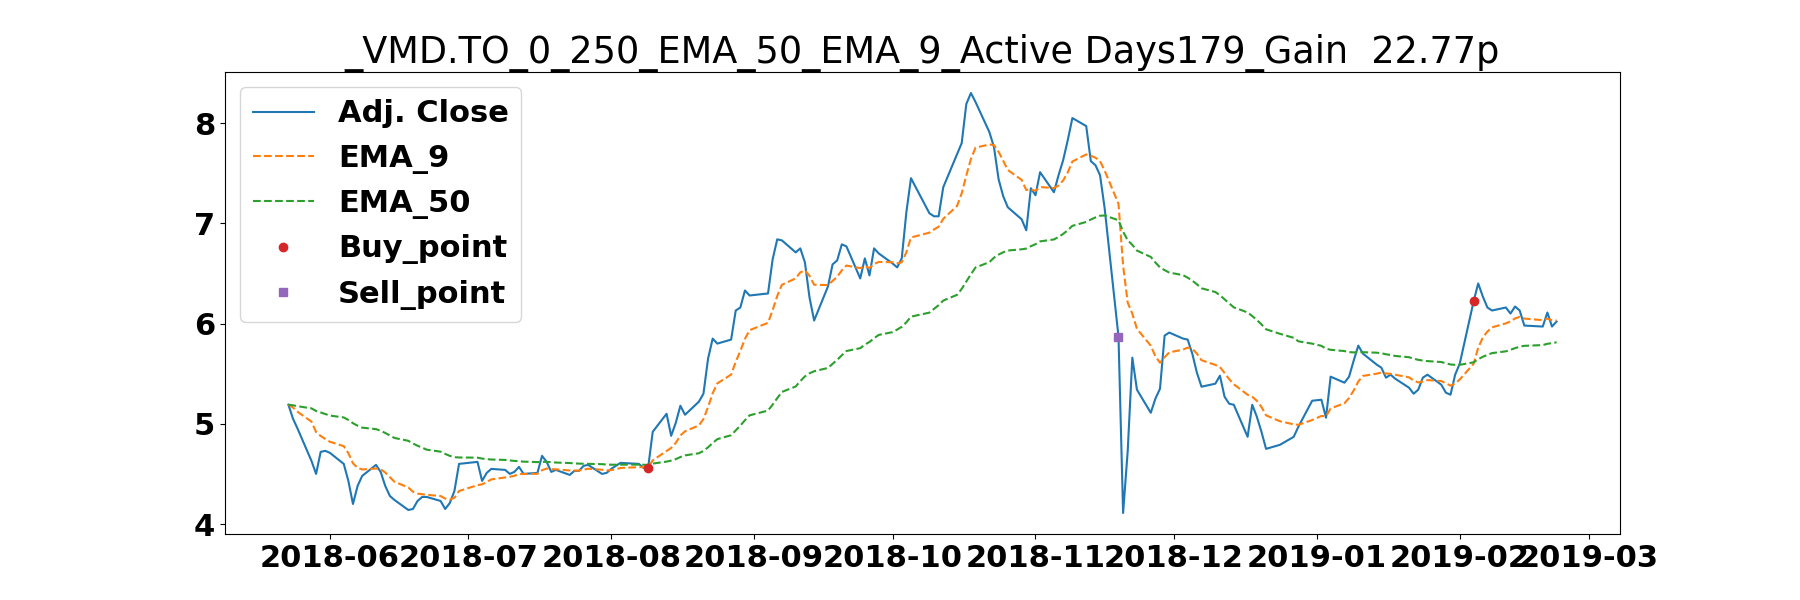 _VMD.TO_0_250_EMA_50_EMA_9_Active Days179_Gain  22.77p
Adj. Close
EMA_9
EMA_50
Buy_point
Sell_point
8
7
6
5
4
2018-06 2018-07 2018-08 2018-09 2018-10 2018-11 2018-12 2019-01 2019-02 2019-03